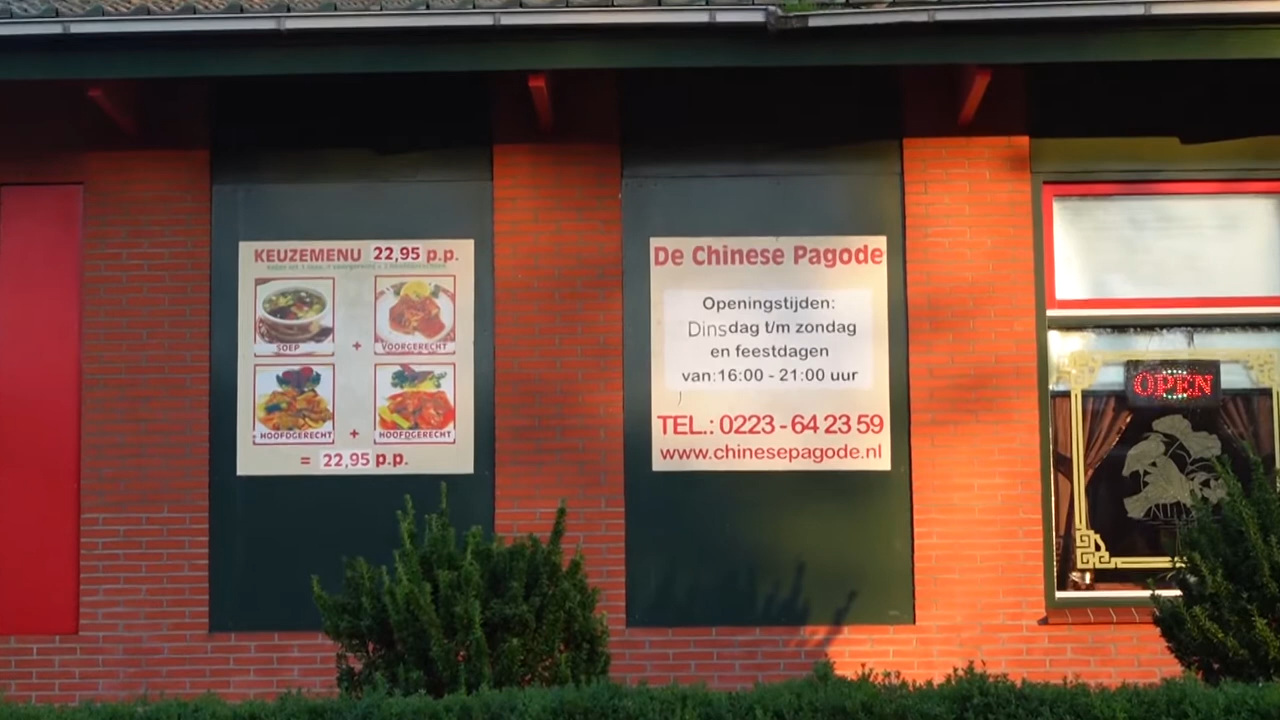 KEUZEMENU 22,95 p.p.
SOEP
+
VOORGERECHT
HOOFDGERECHT
+
HOOFDGERECHT
= 22,95 p.p.
De Chinese Pagode
Openingstijden:
Dinsdag t/m zondag
en feestdagen
van:16:00 - 21:00 uur
TEL.: 0223 - 64 23 59
www.chinesepagode.nl
OPEN